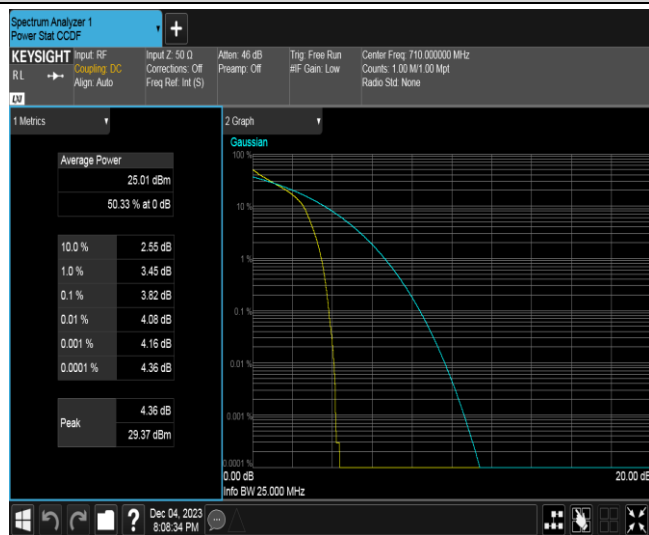 Spectrum Analyzer 1
Power Stat CCDF
+
KEYSIGHT
RL
LXI
Input: RF
Coupling: DC
Align: Auto
Input Z: 50 Ω
Corrections: Off
Freq Ref: Int (S)
Atten: 46 dB
Preamp: Off
Trig: Free Run
#IF Gain: Low
Center Freq: 710.000000 MHz
Counts: 1.00 M/1.00 Mpt
Radio Std: None
1 Metrics
Average Power
25.01 dBm
50.33 % at 0 dB
10.0 % 2.55 dB
1.0 % 3.45 dB
0.1 % 3.82 dB
0.01 % 4.08 dB
0.001 % 4.16 dB
0.0001 % 4.36 dB
Peak
4.36 dB
29.37 dBm
2 Graph
Gaussian
100 %
10 %
1 %
0.1 %
0.01 %
0.001 %
0.0001 %
0.00 dB 20.00 dB
Info BW 25.000 MHz
?
Dec 04, 2023
8:08:34 PM